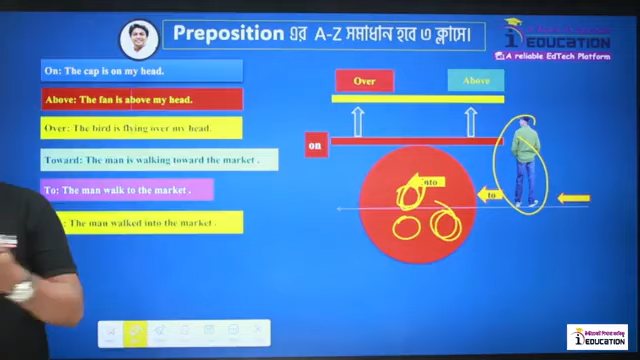 Preposition এর A-Z সমাধান হবে ৩ ক্লাসে।
EDUCATION
A reliable EdTech Platform
On: The cap is on my head.
Above: The fan is above my head.
Over: The bird is flying over my head.
Toward: The man is walking toward the market .
To: The man walk to the market .
The man walked into the market .
Over
Above
on
into
to
EDUCATION